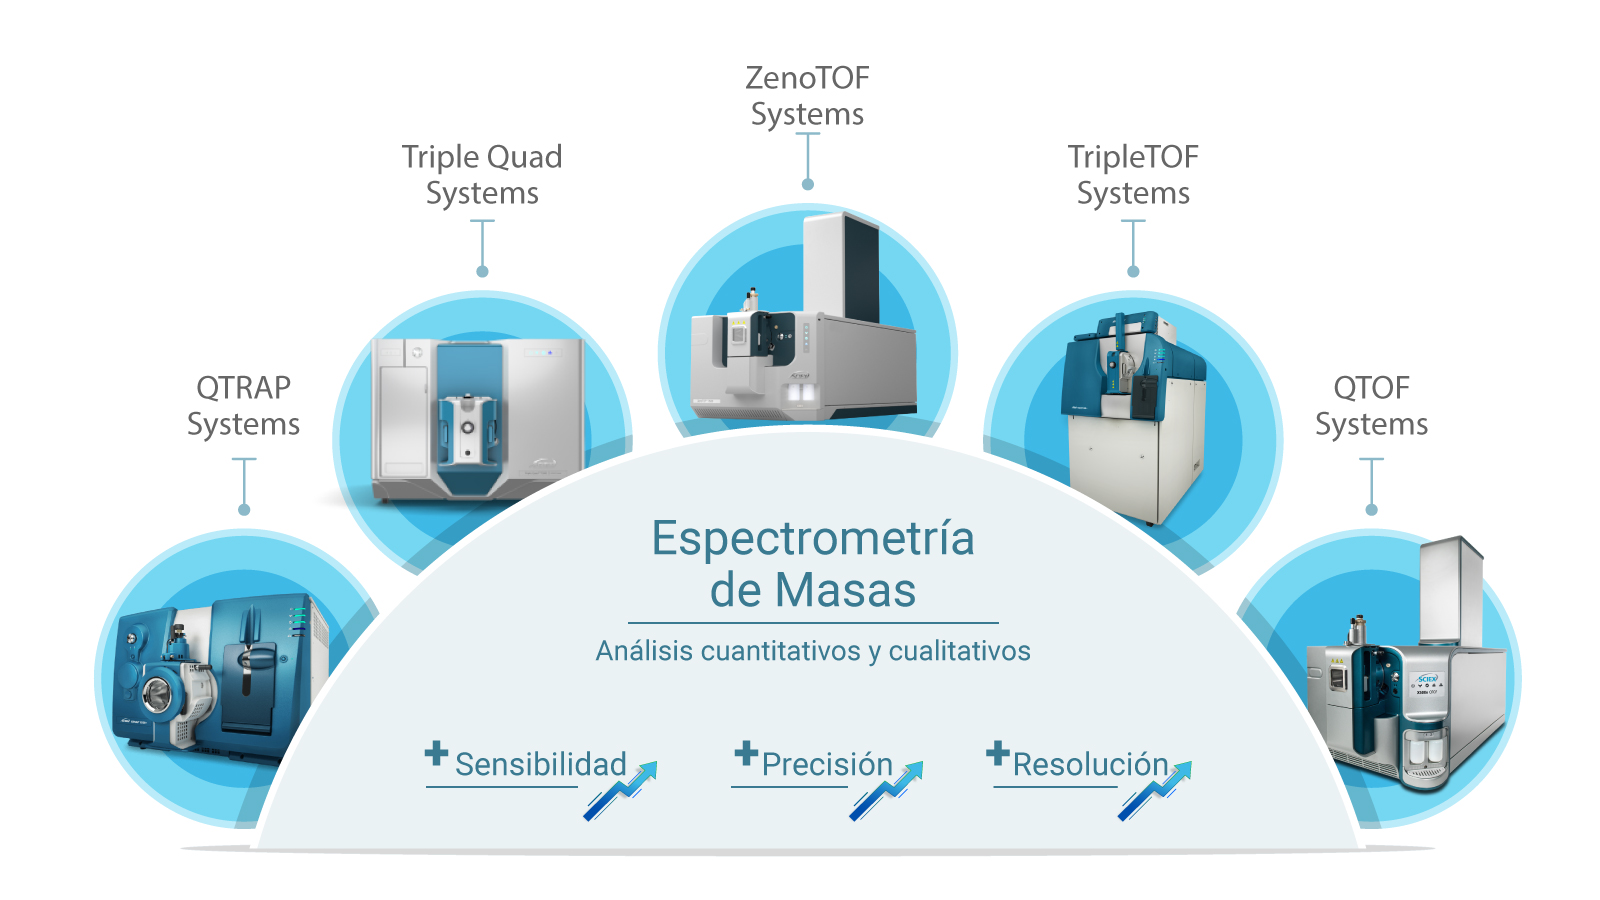 ZenoTOF
Systems
Triple Quad
Systems
TripleTOF
Systems
QTRAP
Systems
QTOF
Systems
SCIEX
Espectrometría
de Masas
Análisis cuantitativos y cualitativos
+ Sensibilidad
+ Precisión
+ Resolución